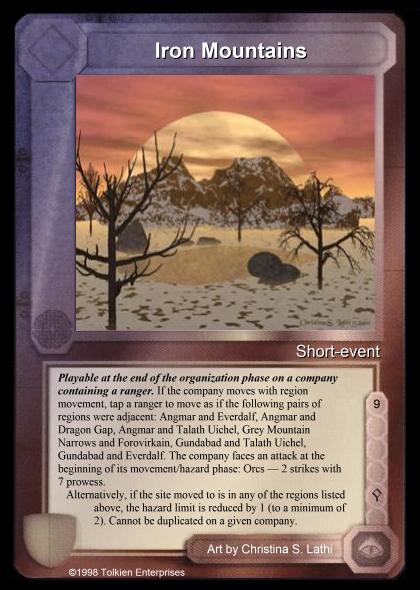 Iron Mountains
Christina S. Lathi
Short-event
Playable at the end of the organization phase on a company
containing a ranger. If the company moves with region
movement, tap a ranger to move as if the following pairs of
regions were adjacent: Angmar and Everdalf, Angmar and
Dragon Gap, Angmar and Talath Uichel, Grey Mountain
Narrows and Forovirkain, Gundabad and Talath Uichel,
Gundabad and Everdalf. The company faces an attack at the
beginning of its movement/hazard phase: Orcs — 2 strikes with
7 prowess.
Alternatively, if the site moved to is in any of the regions listed
above, the hazard limit is reduced by 1 (to a minimum of
2). Cannot be duplicated on a given company.
9
Art by Christina S. Lathi
©1998 Tolkien Enterprises